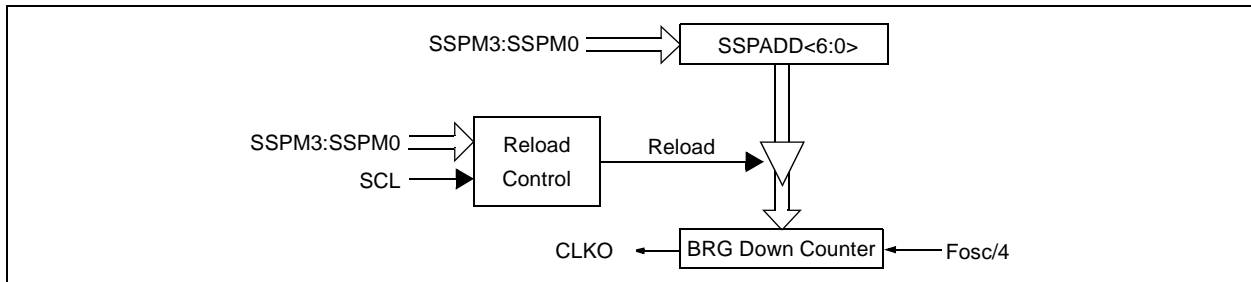 SSPM3:SSPM0
SSPADD<6:0>
SSPM3:SSPM0
SCL
Reload
Control
Reload
CLKO
BRG Down Counter
Fosc/4